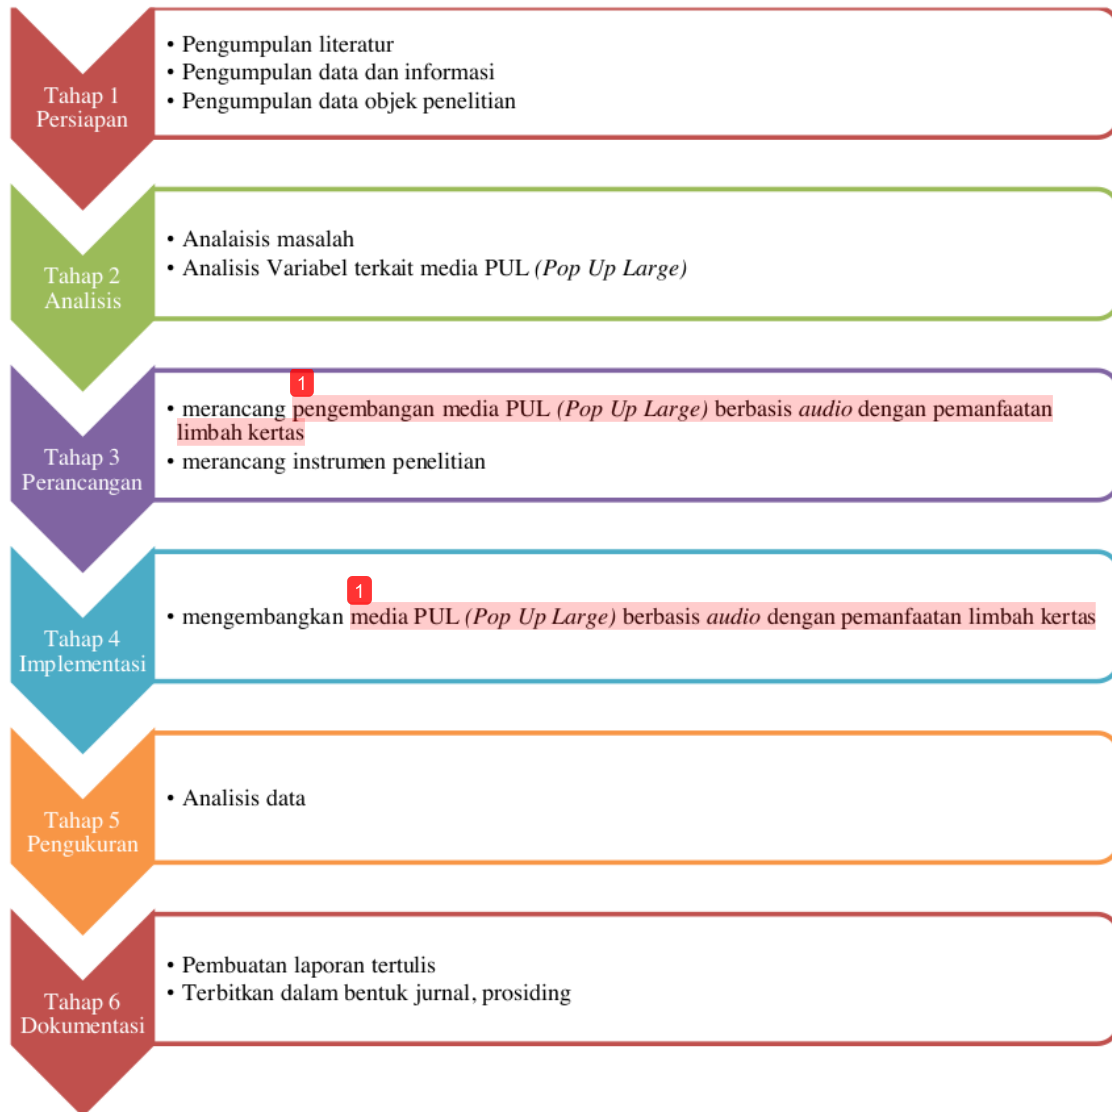 Tahap 1
Persiapan
• Pengumpulan literatur
• Pengumpulan data dan informasi
• Pengumpulan data objek penelitian
Tahap 2
Analisis
• Analaisis masalah
• Analisis Variabel terkait media PUL (Pop Up Large)
Tahap 3
Perancangan
1
• merancang pengembangan media PUL (Pop Up Large) berbasis audio dengan pemanfaatan
limbah kertas
• merancang instrumen penelitian
Tahap 4
Implementasi
1
• mengembangkan media PUL (Pop Up Large) berbasis audio dengan pemanfaatan limbah kertas
Tahap 5
Pengukuran
• Analisis data
Tahap 6
Dokumentasi
• Pembuatan laporan tertulis
• Terbitkan dalam bentuk jurnal, prosiding